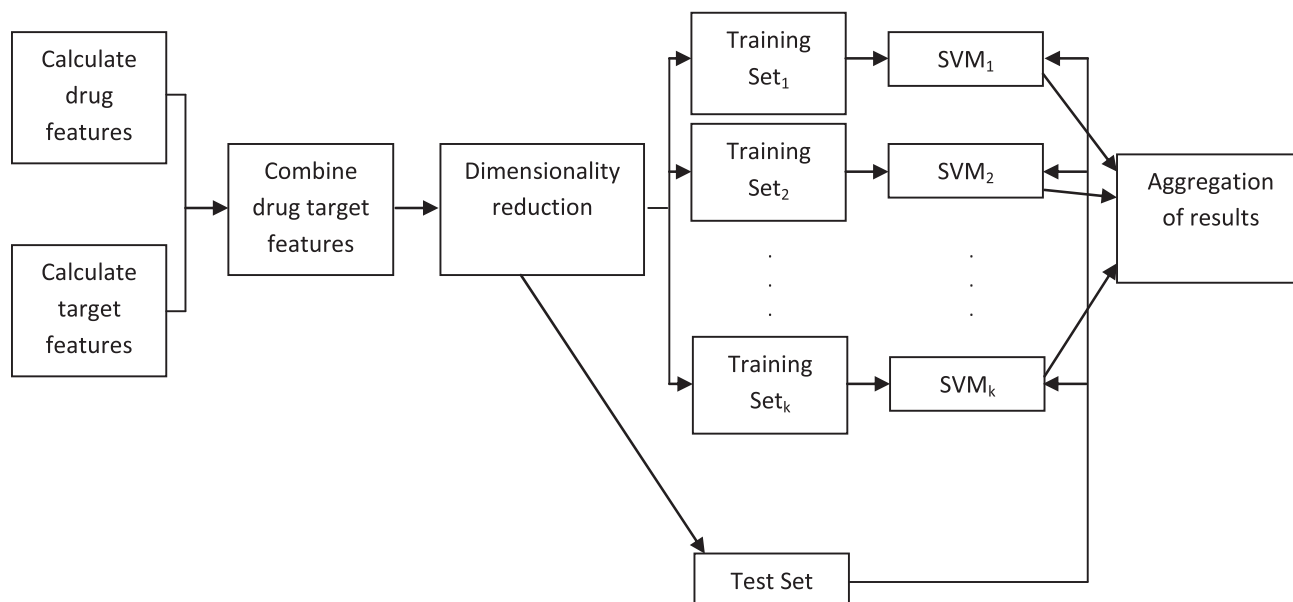 Calculate
drug
features
Calculate
target
features
Combine
drug target
features
Dimensionality
reduction
Training
Set₁
Training
Set₂
.
.
.
Training
Setₖ
SVM₁
SVM₂
.
.
.
SVMₖ
Aggregation
of results
Test Set